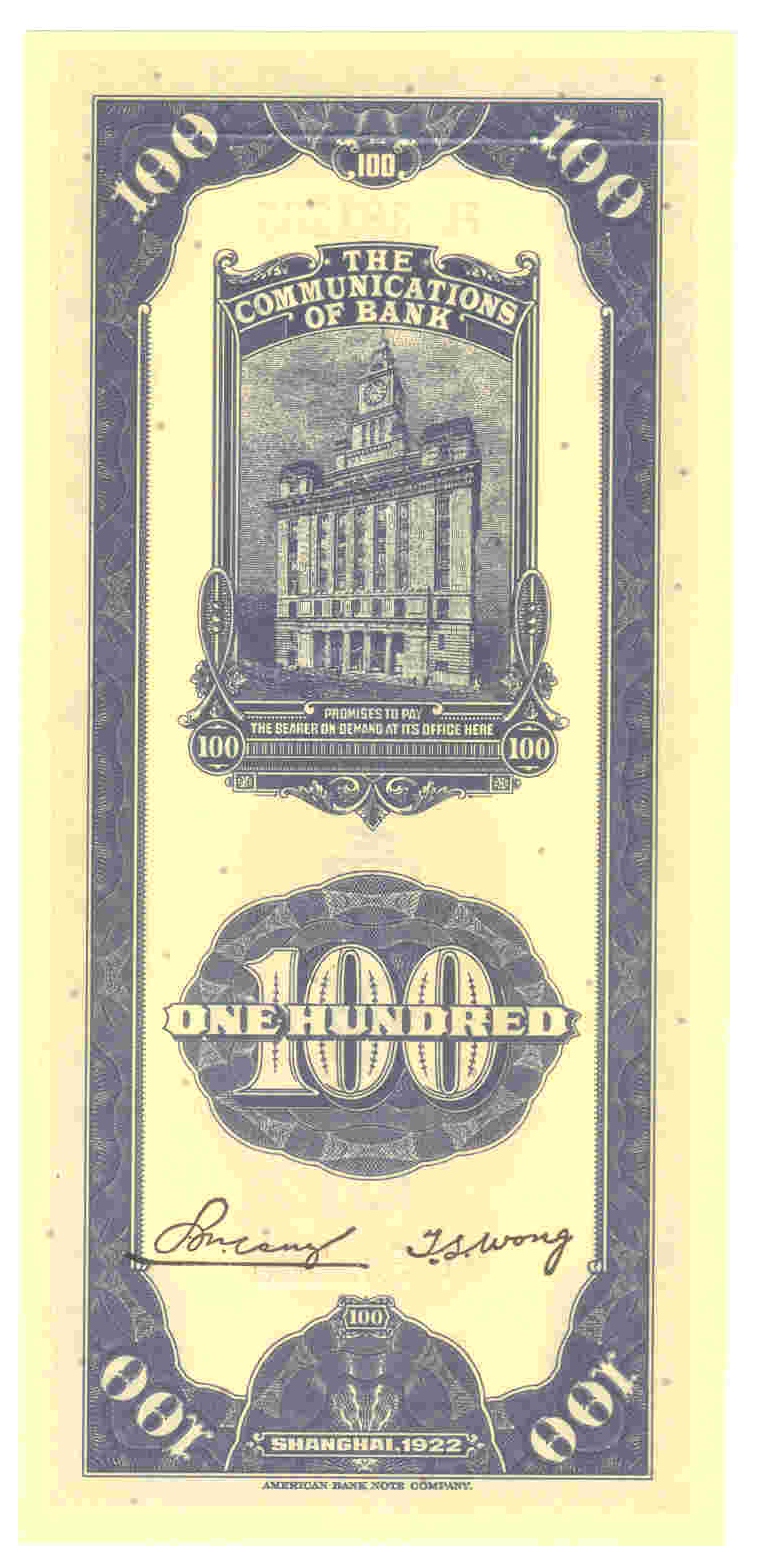 100 100
100
THE
COMMUNICATIONS
OF BANK
PROMISES TO PAY
THE BEARER ON DEMAND AT ITS OFFICE HERE
100 100
100
ONE HUNDRED
T.S.Wong
100
100 100
SHANGHAI, 1922
AMERICAN BANK NOTE COMPANY.